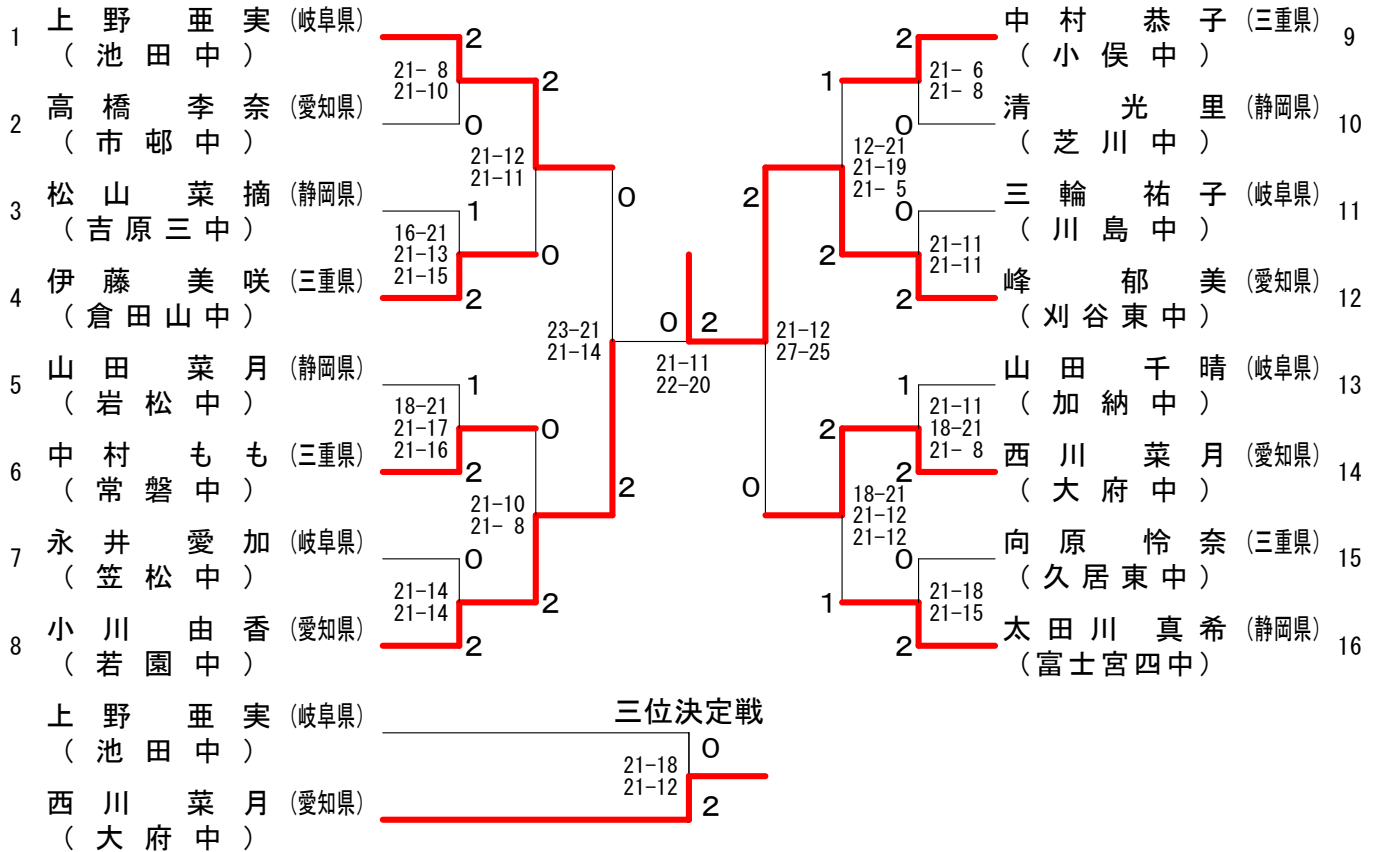 1 上野 亜実 (岐阜県)
( 池田中 )
2
21- 8
21-10
2 高橋 李奈 (愛知県)
( 市邨中 )
0
2
21-12
21-11
3 松山 菜摘 (静岡県)
( 吉原三中 )
1
16-21
21-13
21-15
4 伊藤 美咲 (三重県)
( 倉田山中 )
2
0
0
23-21
21-14
5 山田 菜月 (静岡県)
( 岩松中 )
1
18-21
21-17
21-16
6 中村 もも (三重県)
( 常磐中 )
2
0
21-10
21- 8
2
7 永井 愛加 (岐阜県)
( 笠松中 )
0
21-14
21-14
8 小川 由香 (愛知県)
( 若園中 )
2
2
0 2
21-11
22-20
中村 恭子 (三重県) 9
( 小俣中 )
2
21- 6
21- 8
清 光里 (静岡県) 10
( 芝川中 )
0
1
12-21
21-19
21- 5
三輪 祐子 (岐阜県) 11
( 川島中 )
0
21-11
21-11
峰 郁美 (愛知県) 12
( 刈谷東中 )
2
2
2
21-12
27-25
山田 千晴 (岐阜県) 13
( 加納中 )
1
21-11
18-21
21- 8
西川 菜月 (愛知県) 14
( 大府中 )
2
2
0
18-21
21-12
21-12
向原 怜奈 (三重県) 15
( 久居東中 )
0
21-18
21-15
太田川 真希 (静岡県) 16
(富士宮四中)
2
1
三位決定戦
上野 亜実 (岐阜県)
( 池田中 )
0
21-18
21-12
西川 菜月 (愛知県)
( 大府中 )
2